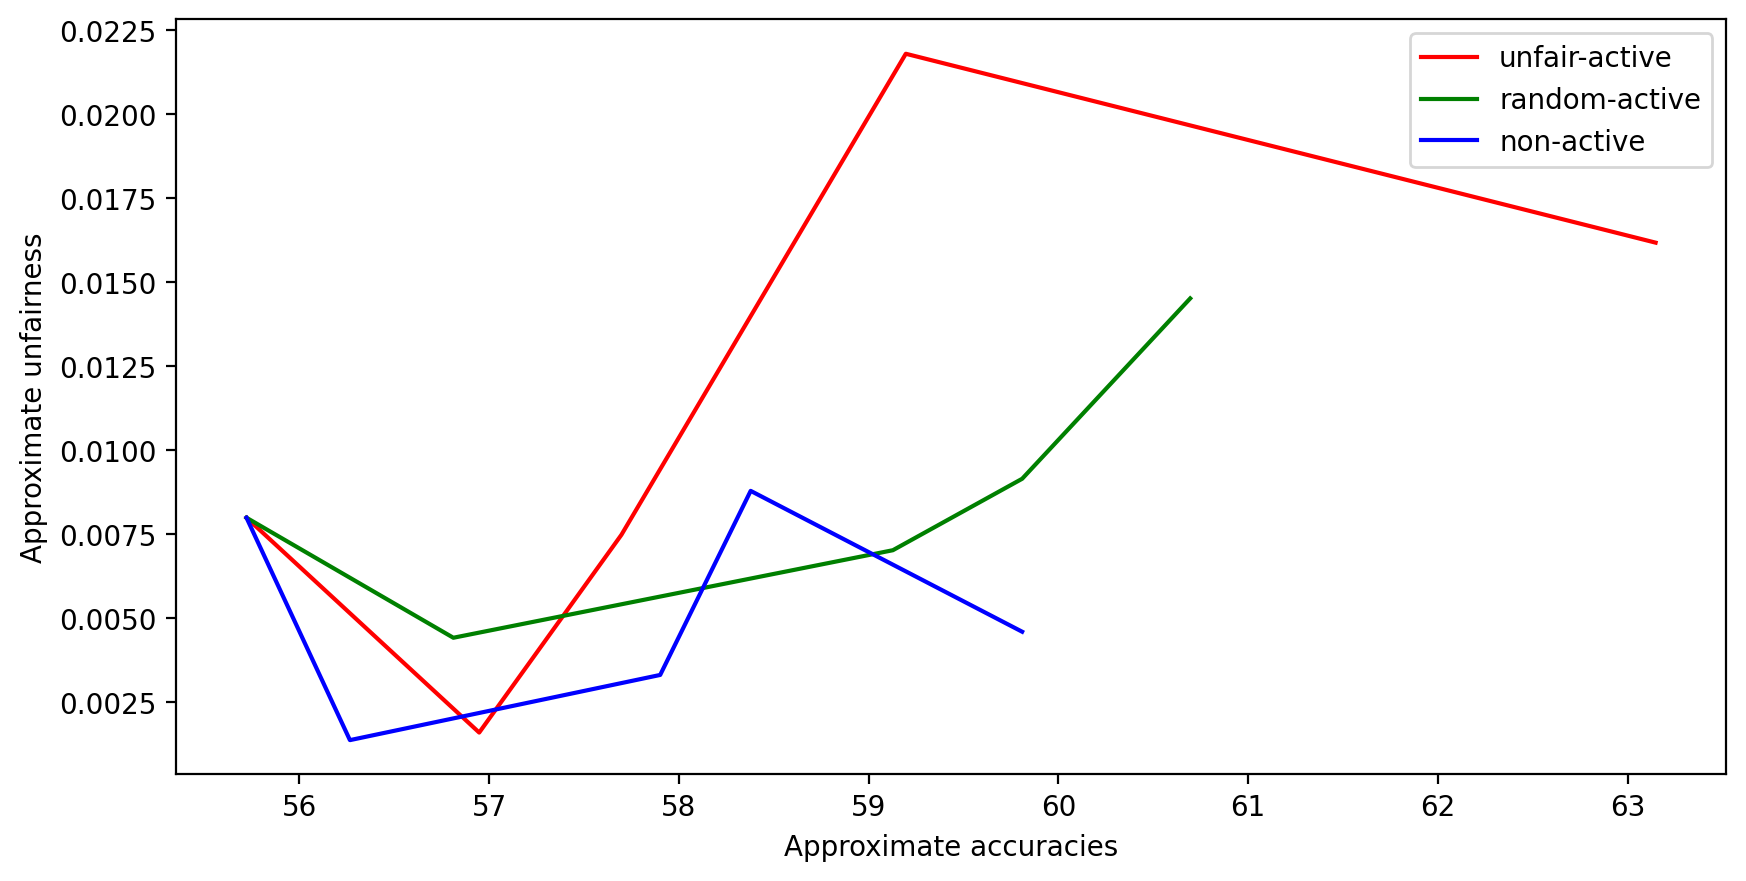 0.0225
0.0200
0.0175
0.0150
0.0125
0.0100
0.0075
0.0050
0.0025
Approximate unfairness
unfair-active
random-active
non-active
56 57 58 59 60 61 62 63
Approximate accuracies